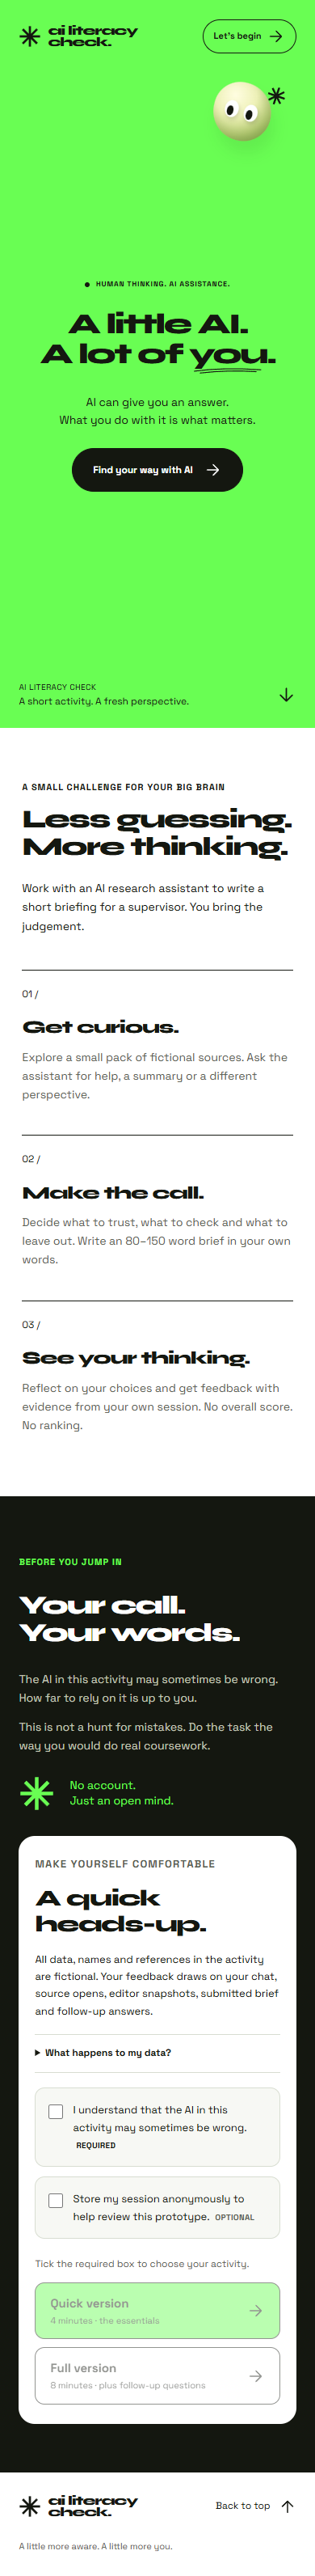 ai literacy
check.
Let's begin
HUMAN THINKING. AI ASSISTANCE.
A little AI.
A lot of you.
AI can give you an answer.
What you do with it is what matters.
Find your way with AI
AI LITERACY CHECK
A short activity. A fresh perspective.
A SMALL CHALLENGE FOR YOUR BIG BRAIN
Less guessing.
More thinking.
Work with an AI research assistant to write a
short briefing for a supervisor. You bring the
judgement.
01 /
Get curious.
Explore a small pack of fictional sources. Ask the
assistant for help, a summary or a different
perspective.
02 /
Make the call.
Decide what to trust, what to check and what to
leave out. Write an 80–150 word brief in your own
words.
03 /
See your thinking.
Reflect on your choices and get feedback with
evidence from your own session. No overall score.
No ranking.
BEFORE YOU JUMP IN
Your call.
Your words.
The AI in this activity may sometimes be wrong.
How far to rely on it is up to you.
This is not a hunt for mistakes. Do the task the
way you would do real coursework.
No account.
Just an open mind.
MAKE YOURSELF COMFORTABLE
A quick
heads-up.
All data, names and references in the activity
are fictional. Your feedback draws on your chat,
source opens, editor snapshots, submitted brief
and follow-up answers.
What happens to my data?
I understand that the AI in this
activity may sometimes be wrong.
REQUIRED
Store my session anonymously to
help review this prototype. OPTIONAL
Tick the required box to choose your activity.
Quick version
4 minutes · the essentials
Full version
8 minutes · plus follow-up questions
ai literacy
check.
Back to top
A little more aware. A little more you.